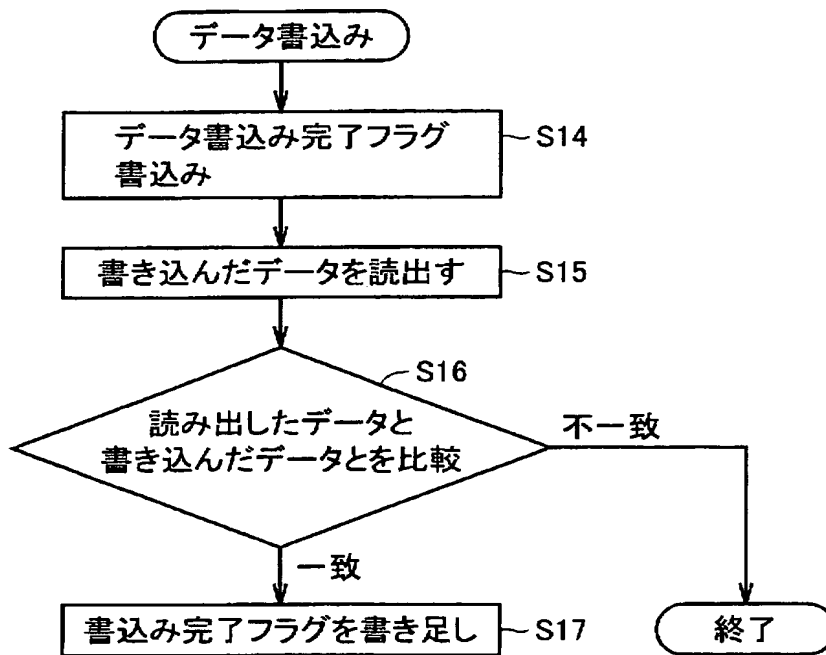 データ書込み
データ書込み完了フラグ
書込み
S14
書き込んだデータを読出す
S15
S16
読み出したデータと
書き込んだデータとを比較
不一致
一致
書込み完了フラグを書き足し
S17
終了